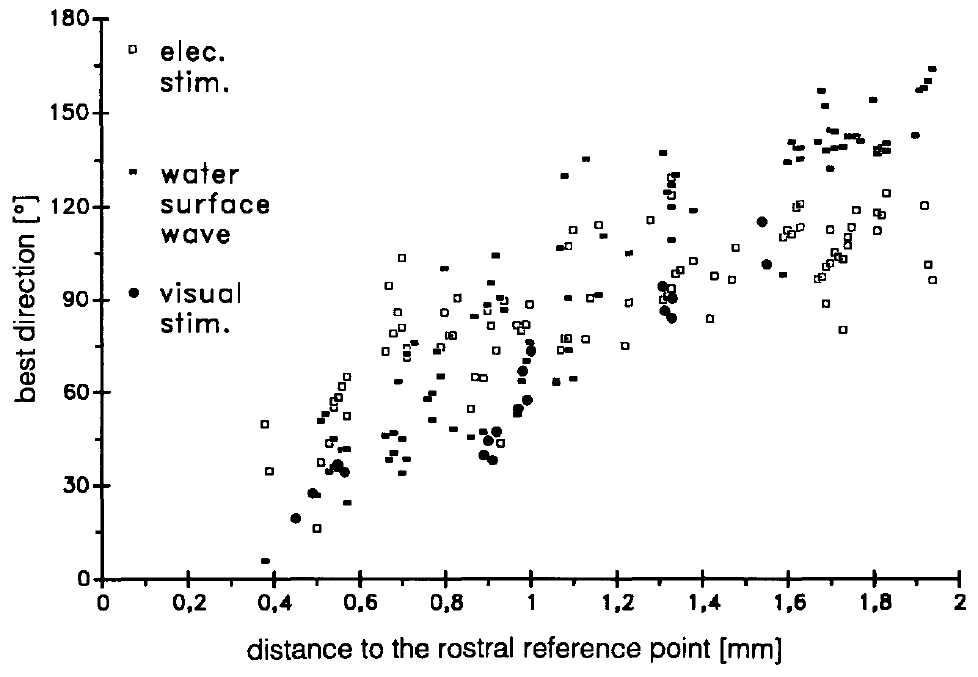 180
150
120
90
60
30
0
best direction [°]
elec.
stim.
water
surface
wave
visual
stim.
0 0,2 0,4 0,6 0,8 1 1,2 1,4 1,6 1,8 2
distance to the rostral reference point [mm]